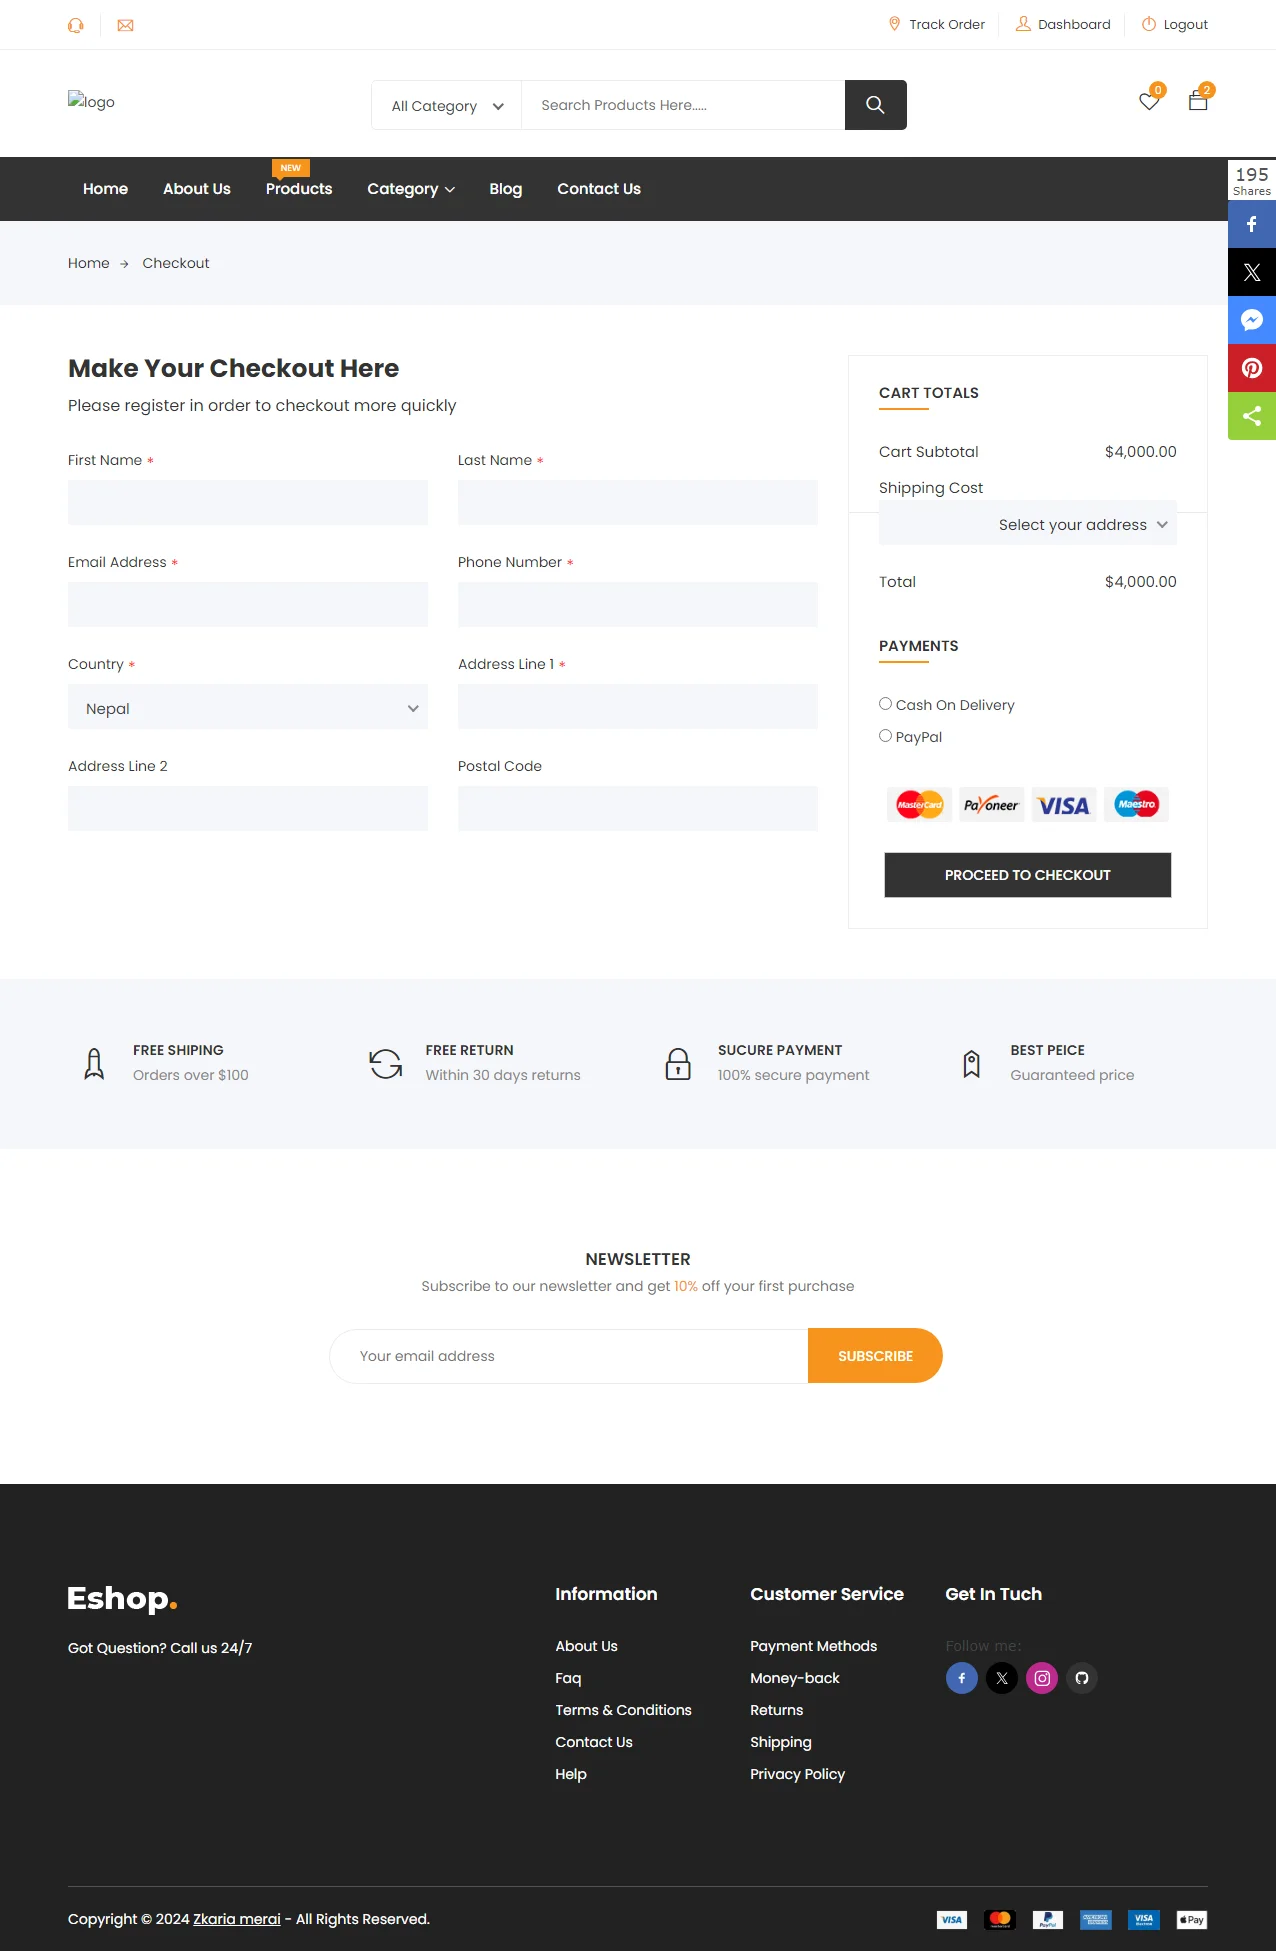 Track Order
Dashboard
Logout
logo
All Category
Search Products Here.....
0
2
NEW
Home
About Us
Products
Category
Blog
Contact Us
195
Shares
Home
Checkout
Make Your Checkout Here
Please register in order to checkout more quickly
First Name *
Last Name *
Email Address *
Phone Number *
Country *
Address Line 1 *
Nepal
Address Line 2
Postal Code
CART TOTALS
Cart Subtotal
$4,000.00
Shipping Cost
Select your address
Total
$4,000.00
PAYMENTS
Cash On Delivery
PayPal
MasterCard
Payoneer
VISA
Maestro
PROCEED TO CHECKOUT
FREE SHIPING
Orders over $100
FREE RETURN
Within 30 days returns
SUCURE PAYMENT
100% secure payment
BEST PEICE
Guaranteed price
NEWSLETTER
Subscribe to our newsletter and get 10% off your first purchase
Your email address
SUBSCRIBE
Eshop.
Got Question? Call us 24/7
Information
About Us
Faq
Terms & Conditions
Contact Us
Help
Customer Service
Payment Methods
Money-back
Returns
Shipping
Privacy Policy
Get In Tuch
Follow me:
Copyright © 2024 Zkaria merai - All Rights Reserved.
VISA
PayPal
VISA
Pay